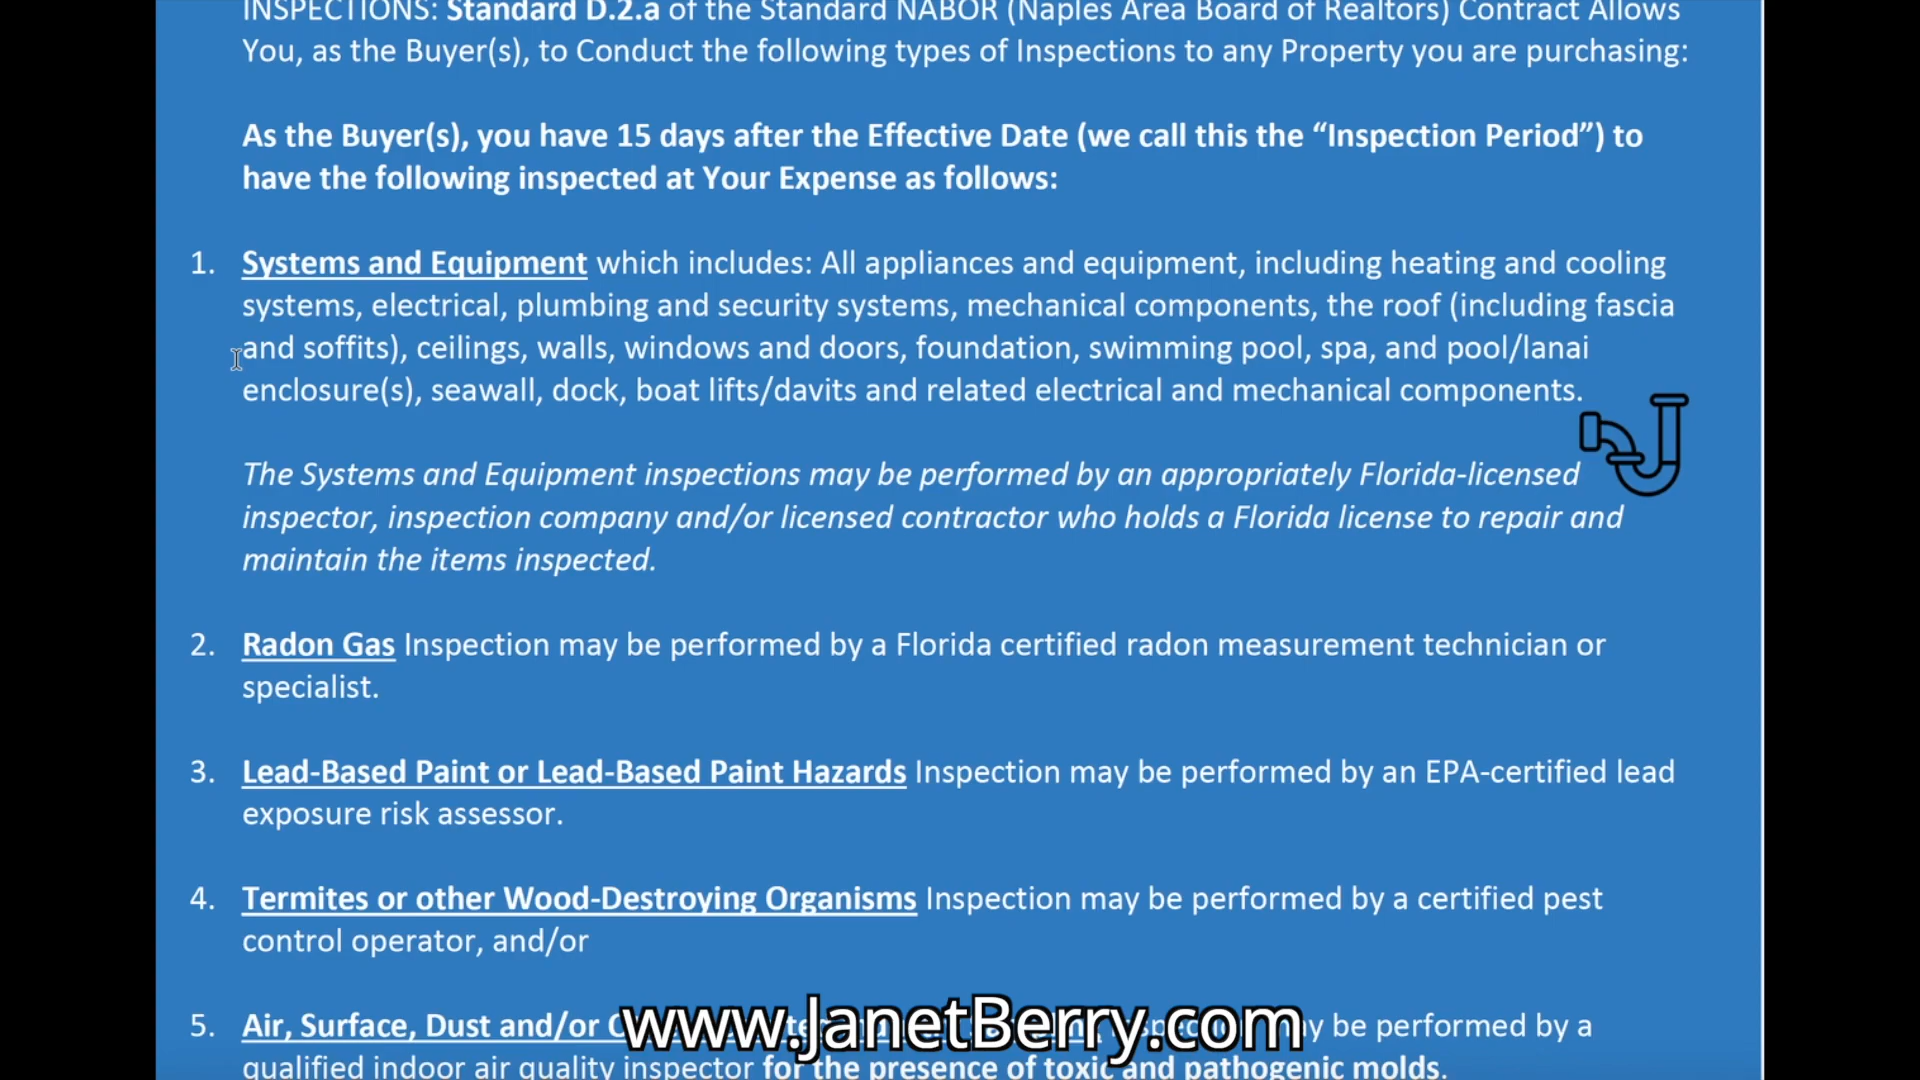 INSPECTIONS: Standard D.2.a of the Standard NABOR (Naples Area Board of Realtors) Contract Allows
You, as the Buyer(s), to Conduct the following types of Inspections to any Property you are purchasing:
As the Buyer(s), you have 15 days after the Effective Date (we call this the “Inspection Period”) to
have the following inspected at Your Expense as follows:
1. Systems and Equipment which includes: All appliances and equipment, including heating and cooling
systems, electrical, plumbing and security systems, mechanical components, the roof (including fascia
and soffits), ceilings, walls, windows and doors, foundation, swimming pool, spa, and pool/lanai
enclosure(s), seawall, dock, boat lifts/davits and related electrical and mechanical components.
The Systems and Equipment inspections may be performed by an appropriately Florida-licensed
inspector, inspection company and/or licensed contractor who holds a Florida license to repair and
maintain the items inspected.
2. Radon Gas Inspection may be performed by a Florida certified radon measurement technician or
specialist.
3. Lead-Based Paint or Lead-Based Paint Hazards Inspection may be performed by an EPA-certified lead
exposure risk assessor.
4. Termites or other Wood-Destroying Organisms Inspection may be performed by a certified pest
control operator, and/or
5. Air, Surface, Dust and/or may be performed by a
qualified indoor air quality inspector for the presence of toxic and pathogenic molds.
www.JanetBerry.com